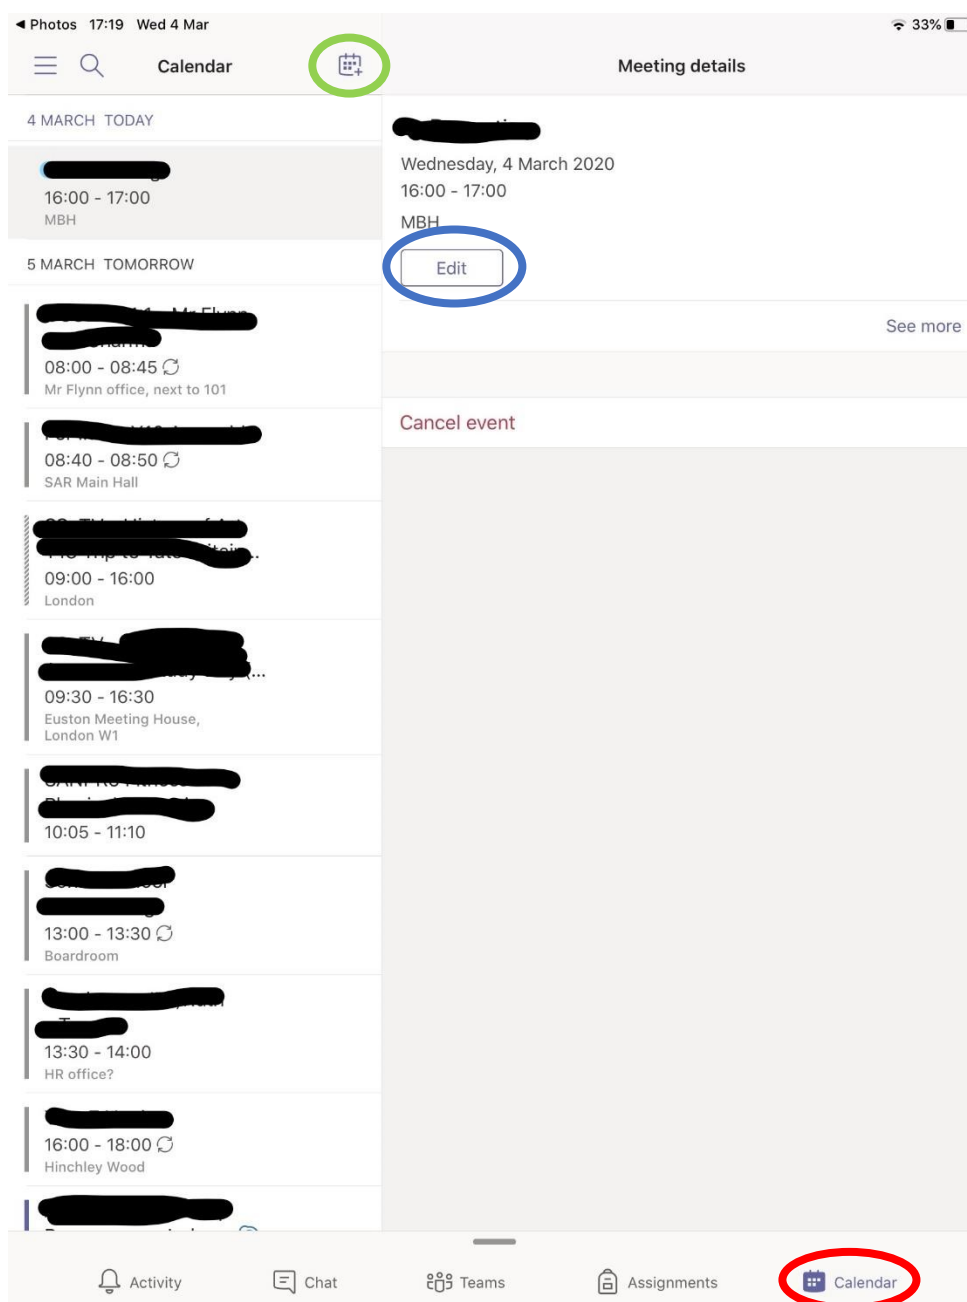 Photos 17:19 Wed 4 Mar
33%
Calendar
Meeting details
4 MARCH TODAY
16:00 - 17:00
MBH
5 MARCH TOMORROW
08:00 - 08:45
Mr Flynn office, next to 101
08:40 - 08:50
SAR Main Hall
09:00 - 16:00
London
09:30 - 16:30
Euston Meeting House,
London W1
10:05 - 11:10
13:00 - 13:30
Boardroom
13:30 - 14:00
HR office?
16:00 - 18:00
Hinchley Wood
Wednesday, 4 March 2020
16:00 - 17:00
MBH
Edit
See more
Cancel event
Activity
Chat
Teams
Assignments
Calendar